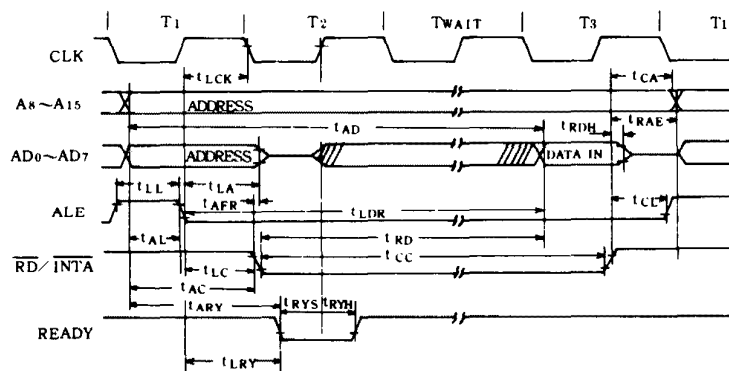 T1 T2 TWAIT T3 T1
CLK
tLCK tCA
A8~A15 ADDRESS
tAD tRDH tRAE
AD0~AD7 ADDRESS DATA IN
tLL tLA
tAFR tLDR tCL
ALE
tAL tRD
RD/INTA tLC tCC
tAC
tARY tRYS tRYH
READY
tLRY